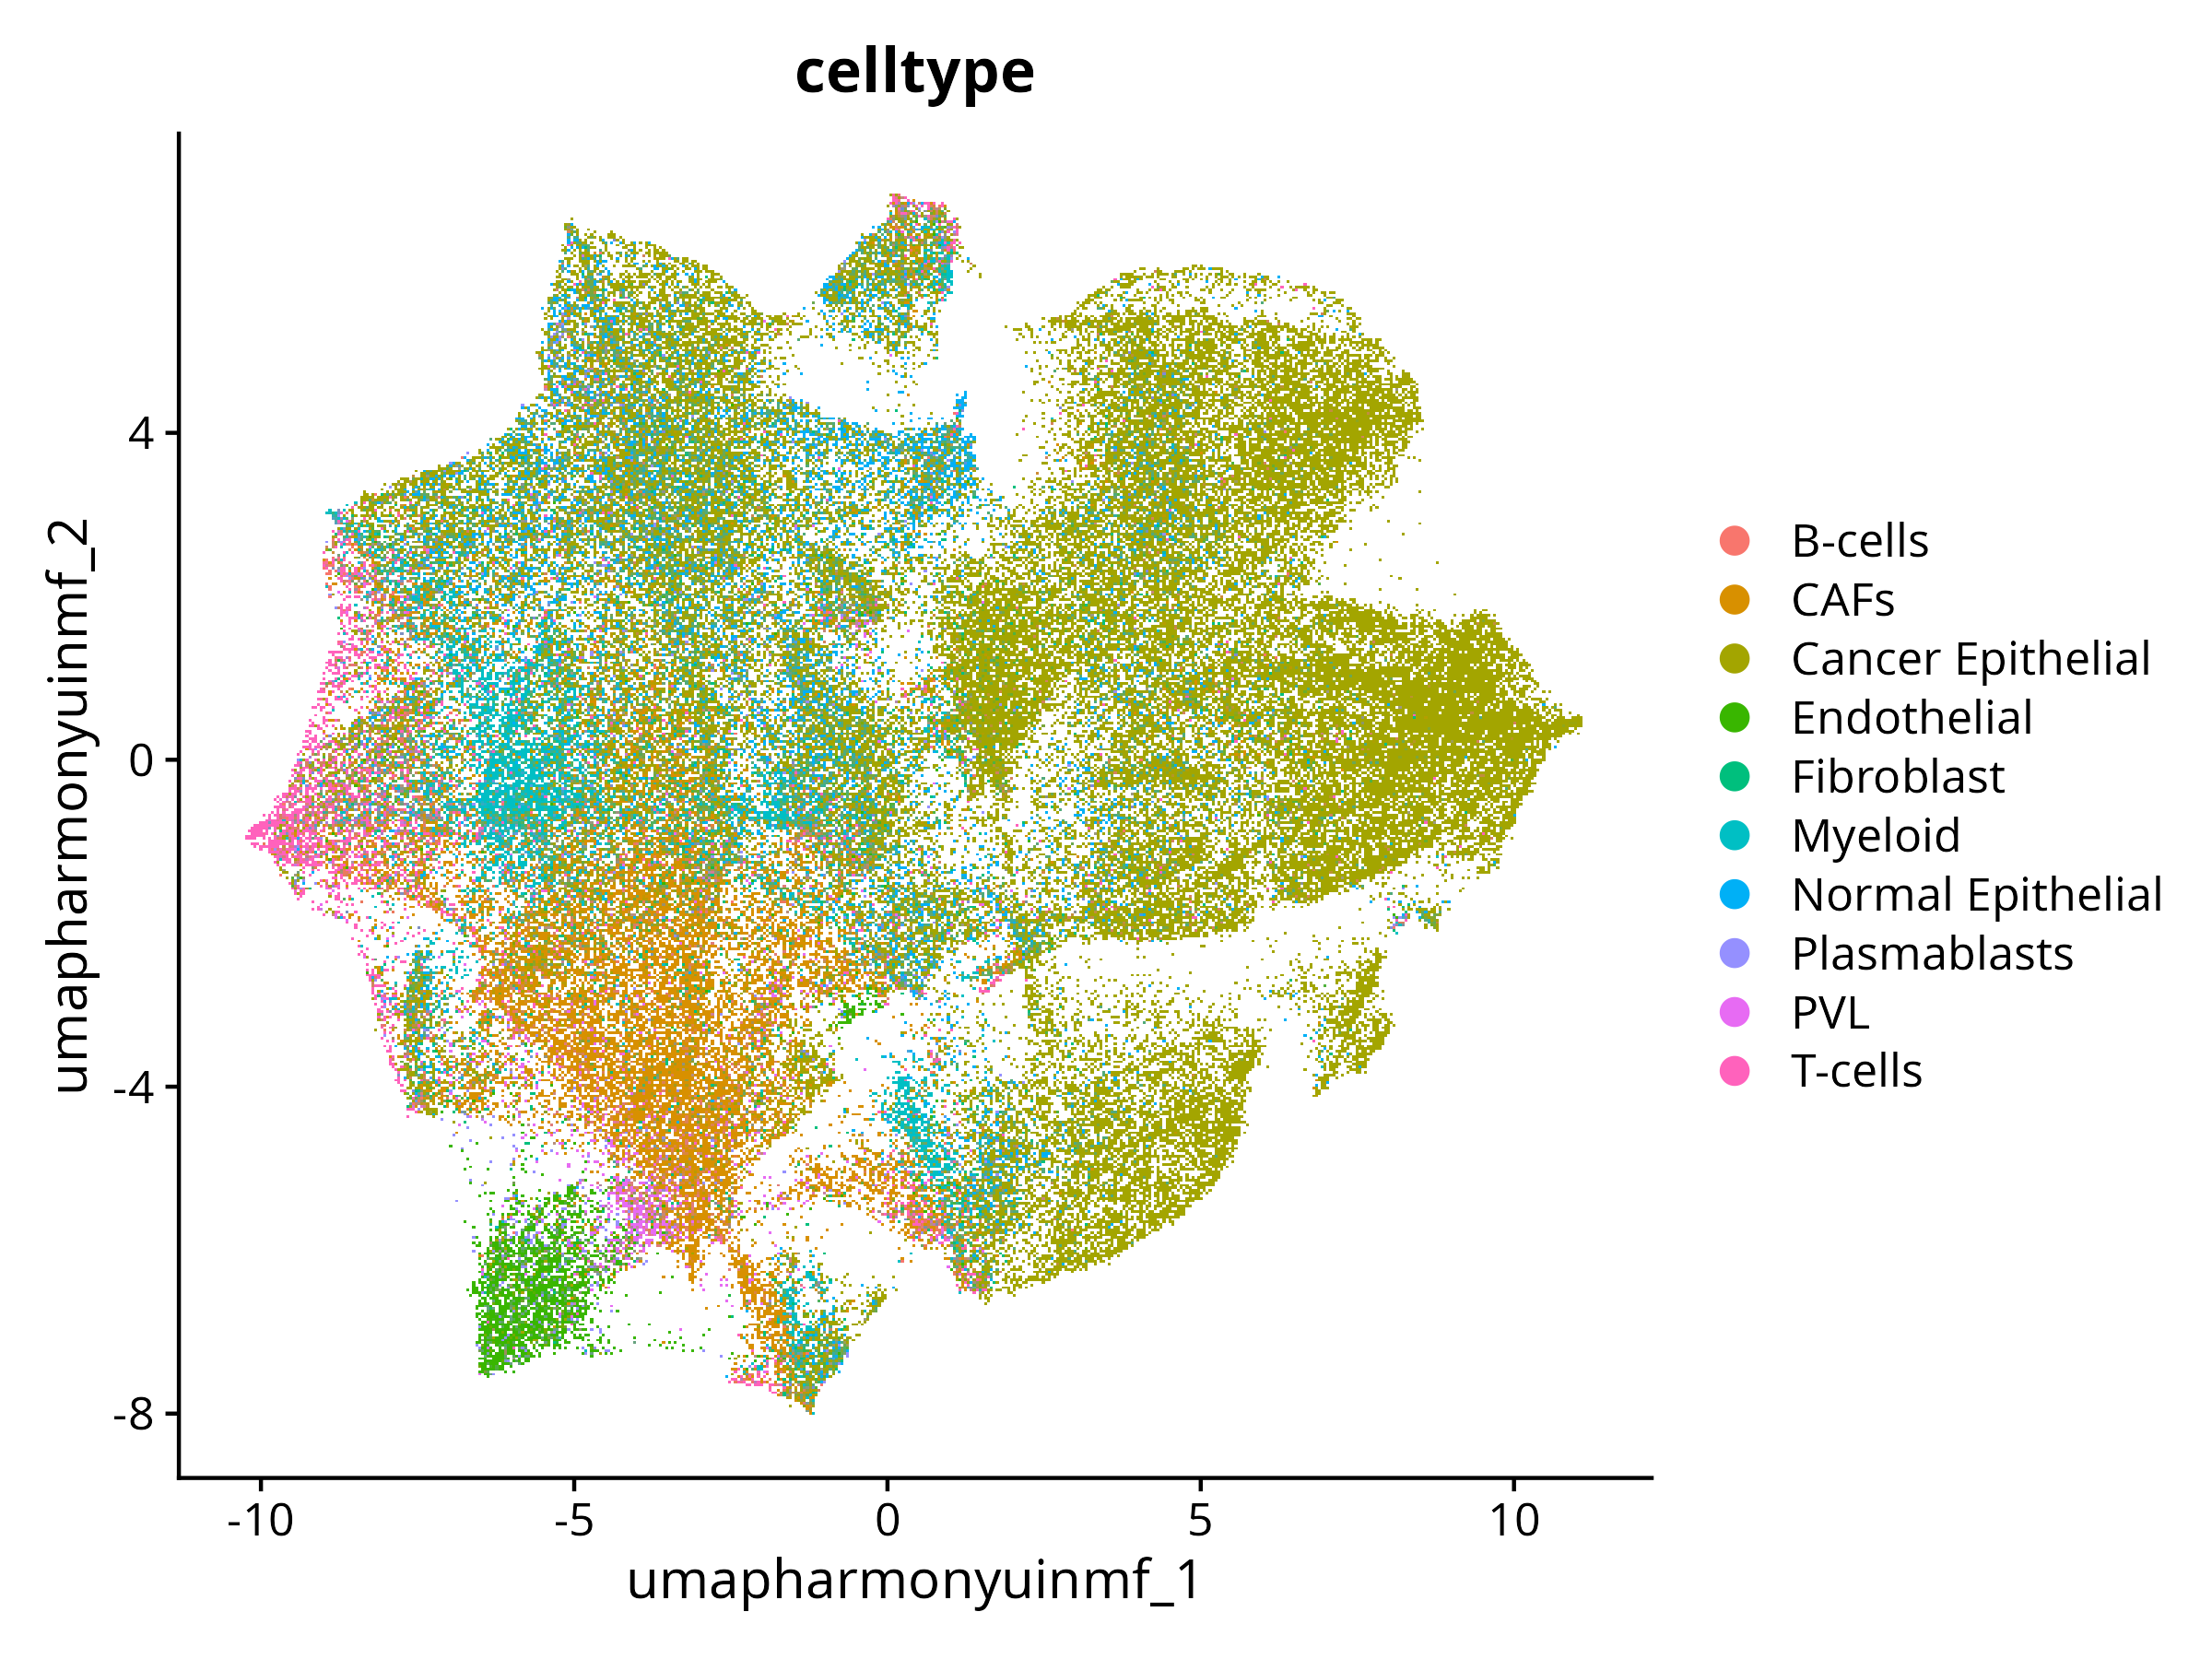 celltype
umapharmonyuinmf_2
4
0
-4
-8
-10
-5
0
5
10
umapharmonyuinmf_1
B-cells
CAFs
Cancer Epithelial
Endothelial
Fibroblast
Myeloid
Normal Epithelial
Plasmablasts
PVL
T-cells